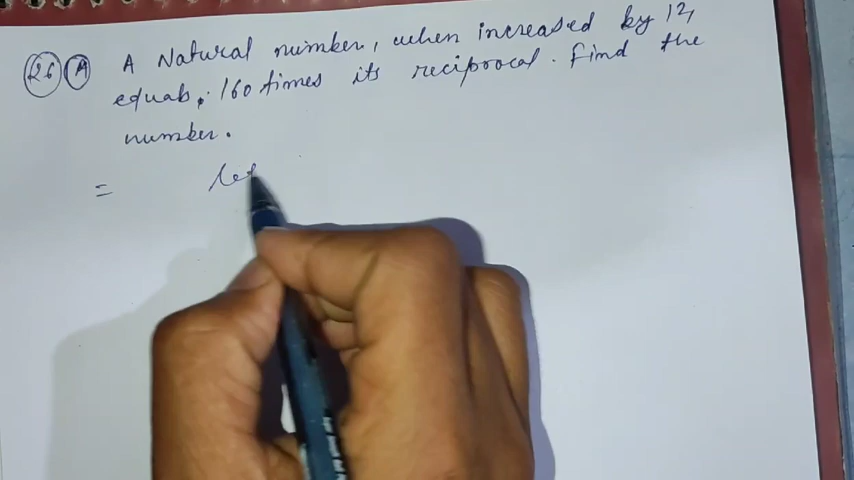 26 A A Natural number, when increased by 12,
equals, 160 times its reciprocal. Find the
number.
= let